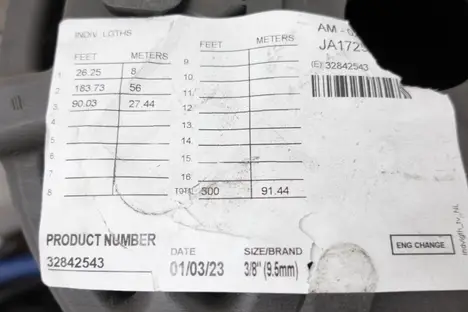 INDIV. LGTHS.
FEET METERS
1. 26.25 8
2. 183.73 56
3. 90.03 27.44
4.
5.
6.
7.
8.
FEET METERS
9.
10.
11.
12.
13.
14.
15.
16.
TOTL 300 91.44
AM -
JA172
(E) 32842543
PRODUCT NUMBER
32842543
DATE
01/03/23
SIZE/BRAND
3/8" (9.5mm)
ENG CHANGE